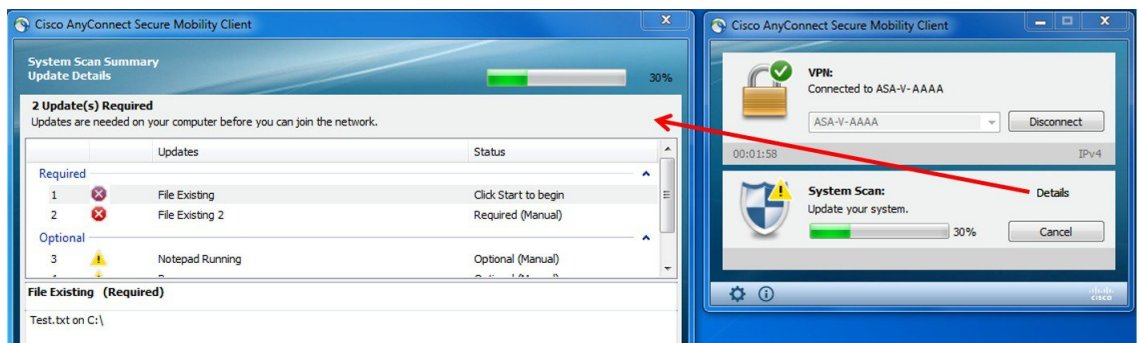 Cisco AnyConnect Secure Mobility Client
System Scan Summary
Update Details
30%
2 Update(s) Required
Updates are needed on your computer before you can join the network.
Updates Status
Required
1 File Existing Click Start to begin
2 File Existing 2 Required (Manual)
Optional
3 Notepad Running Optional (Manual)
File Existing (Required)
Test.txt on C:\
Cisco AnyConnect Secure Mobility Client
VPN:
Connected to ASA-V-AAAA
ASA-V-AAAA Disconnect
00:01:58 IPv4
System Scan: Details
Update your system.
30% Cancel
CISCO